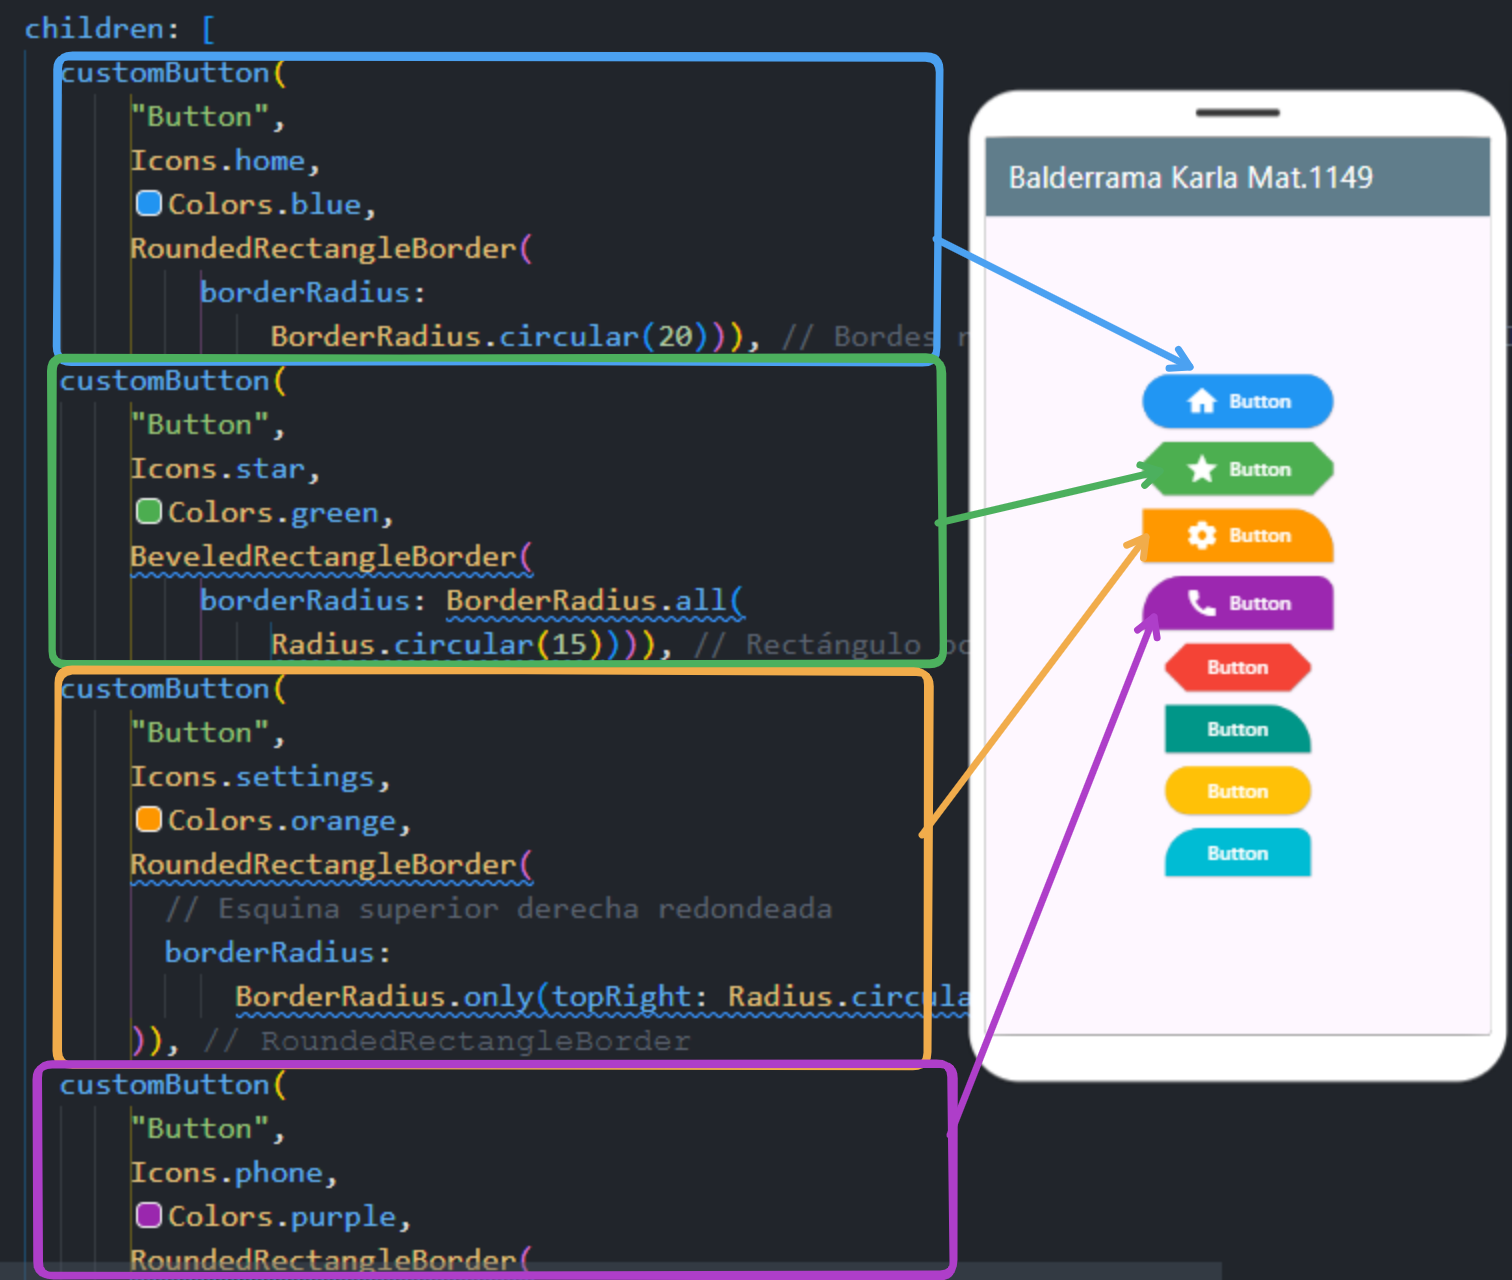 children: [
customButton(
"Button",
Icons.home,
Colors.blue,
RoundedRectangleBorder(
borderRadius:
BorderRadius.circular(20))), // Bordes
customButton(
"Button",
Icons.star,
Colors.green,
BeveledRectangleBorder(
borderRadius: BorderRadius.all(
Radius.circular(15)))), // Rectángulo
customButton(
"Button",
Icons.settings,
Colors.orange,
RoundedRectangleBorder(
// Esquina superior derecha redondeada
borderRadius:
BorderRadius.only(topRight: Radius.circula
)), // RoundedRectangleBorder
customButton(
"Button",
Icons.phone,
Colors.purple,
RoundedRectangleBorder(
Balderrama Karla Mat.1149
Button
Button
Button
Button
Button
Button
Button
Button